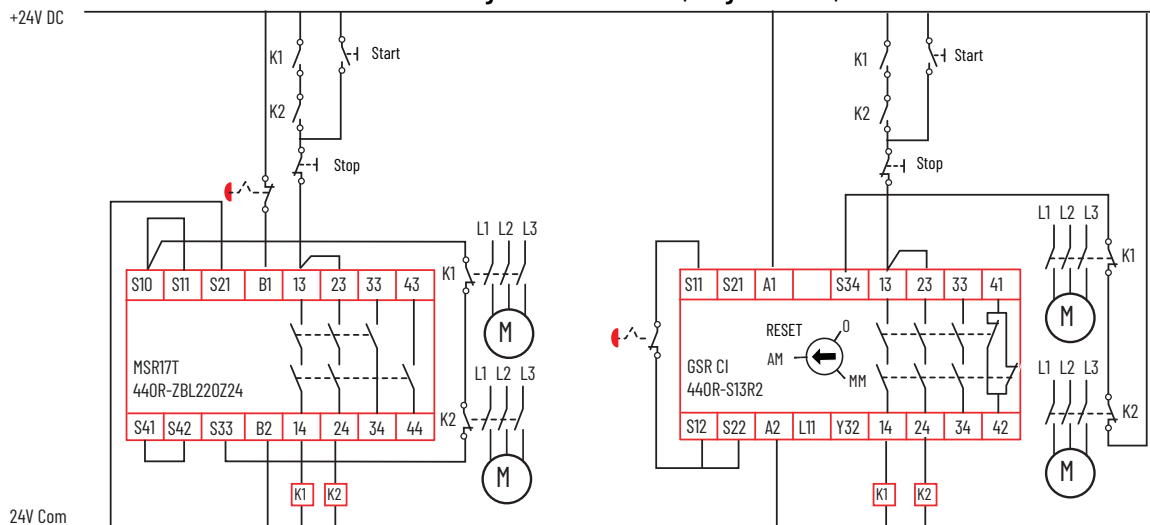 +24V DC
K1
Start
K1
Start
K2
K2
Stop
Stop
L1 L2 L3
L1 L2 L3
K1
K1
S10 S11 S21 B1 13 23 33 43
S11 S21 A1 S34 13 23 33 41
M
M
RESET
0
AM
MM
MSR17T
440R-ZBL220Z24
GSR CI
440R-S13R2
L1 L2 L3
L1 L2 L3
K2
K2
S41 S42 S33 B2 14 24 34 44
S12 S22 A2 L11 Y32 14 24 34 42
M
M
K1
K2
K1
K2
24V Com